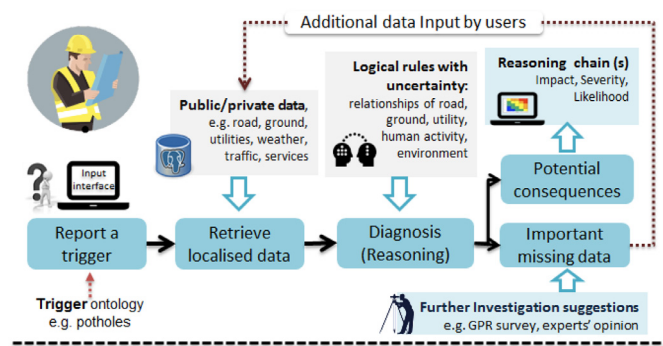 Additional data Input by users
Public/private data,
e.g. road, ground,
utilities, weather,
traffic, services
Logical rules with
uncertainty:
relationships of road,
ground, utility,
human activity,
environment
Reasoning chain (s)
Impact, Severity,
Likelihood
?
Input
interface
Report a
trigger
Retrieve
localised data
Diagnosis
(Reasoning)
Potential
consequences
Important
missing data
Trigger ontology
e.g. potholes
Further Investigation suggestions
e.g. GPR survey, experts' opinion